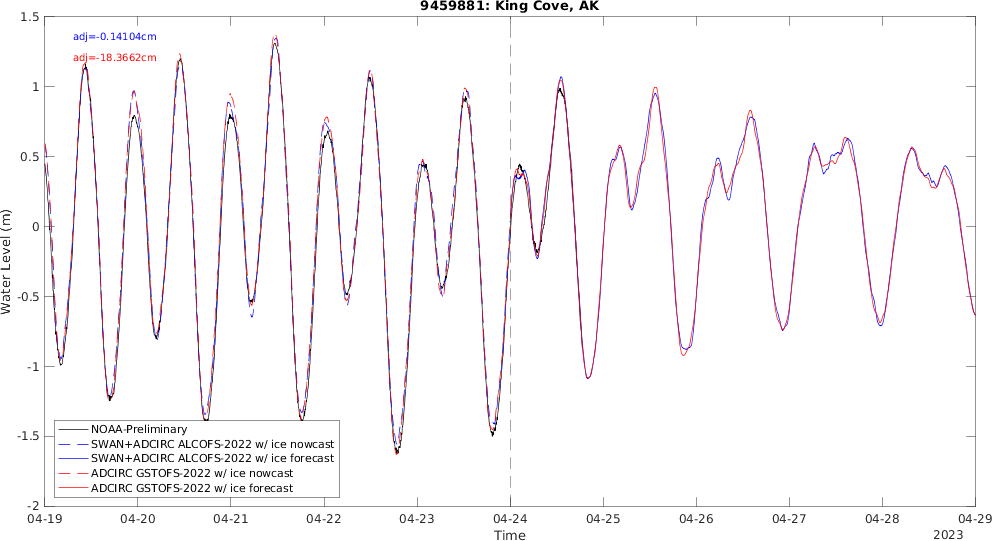 9459881: King Cove, AK
1.5
adj=-0.14104cm
adj=-18.3662cm
1
0.5
0
-0.5
-1
-1.5
-2
Water Level (m)
NOAA-Preliminary
SWAN+ADCIRC ALCOFS-2022 w/ ice nowcast
SWAN+ADCIRC ALCOFS-2022 w/ ice forecast
ADCIRC GSTOFS-2022 w/ ice nowcast
ADCIRC GSTOFS-2022 w/ ice forecast
04-19 04-20 04-21 04-22 04-23 04-24 04-25 04-26 04-27 04-28 04-29
Time
2023